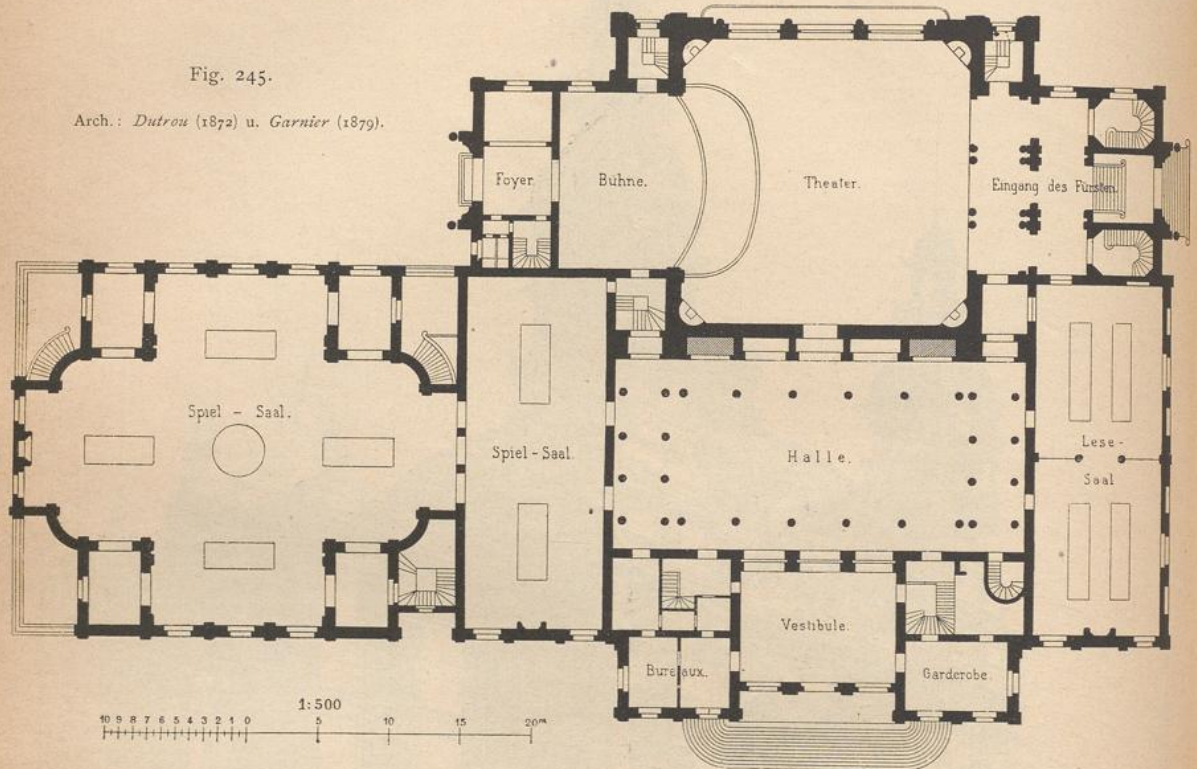 Fig. 245.
Arch.: Dutrou (1872) u. Garnier (1879).
Foyer.
Bühne.
Theater.
Eingang des Fürsten.
Spiel - Saal.
Spiel - Saal.
Halle.
Lese -
Saal
Vestibule.
Bureaux.
Garderobe.
1:500
10 9 8 7 6 5 4 3 2 1 0 5 10 15 20m